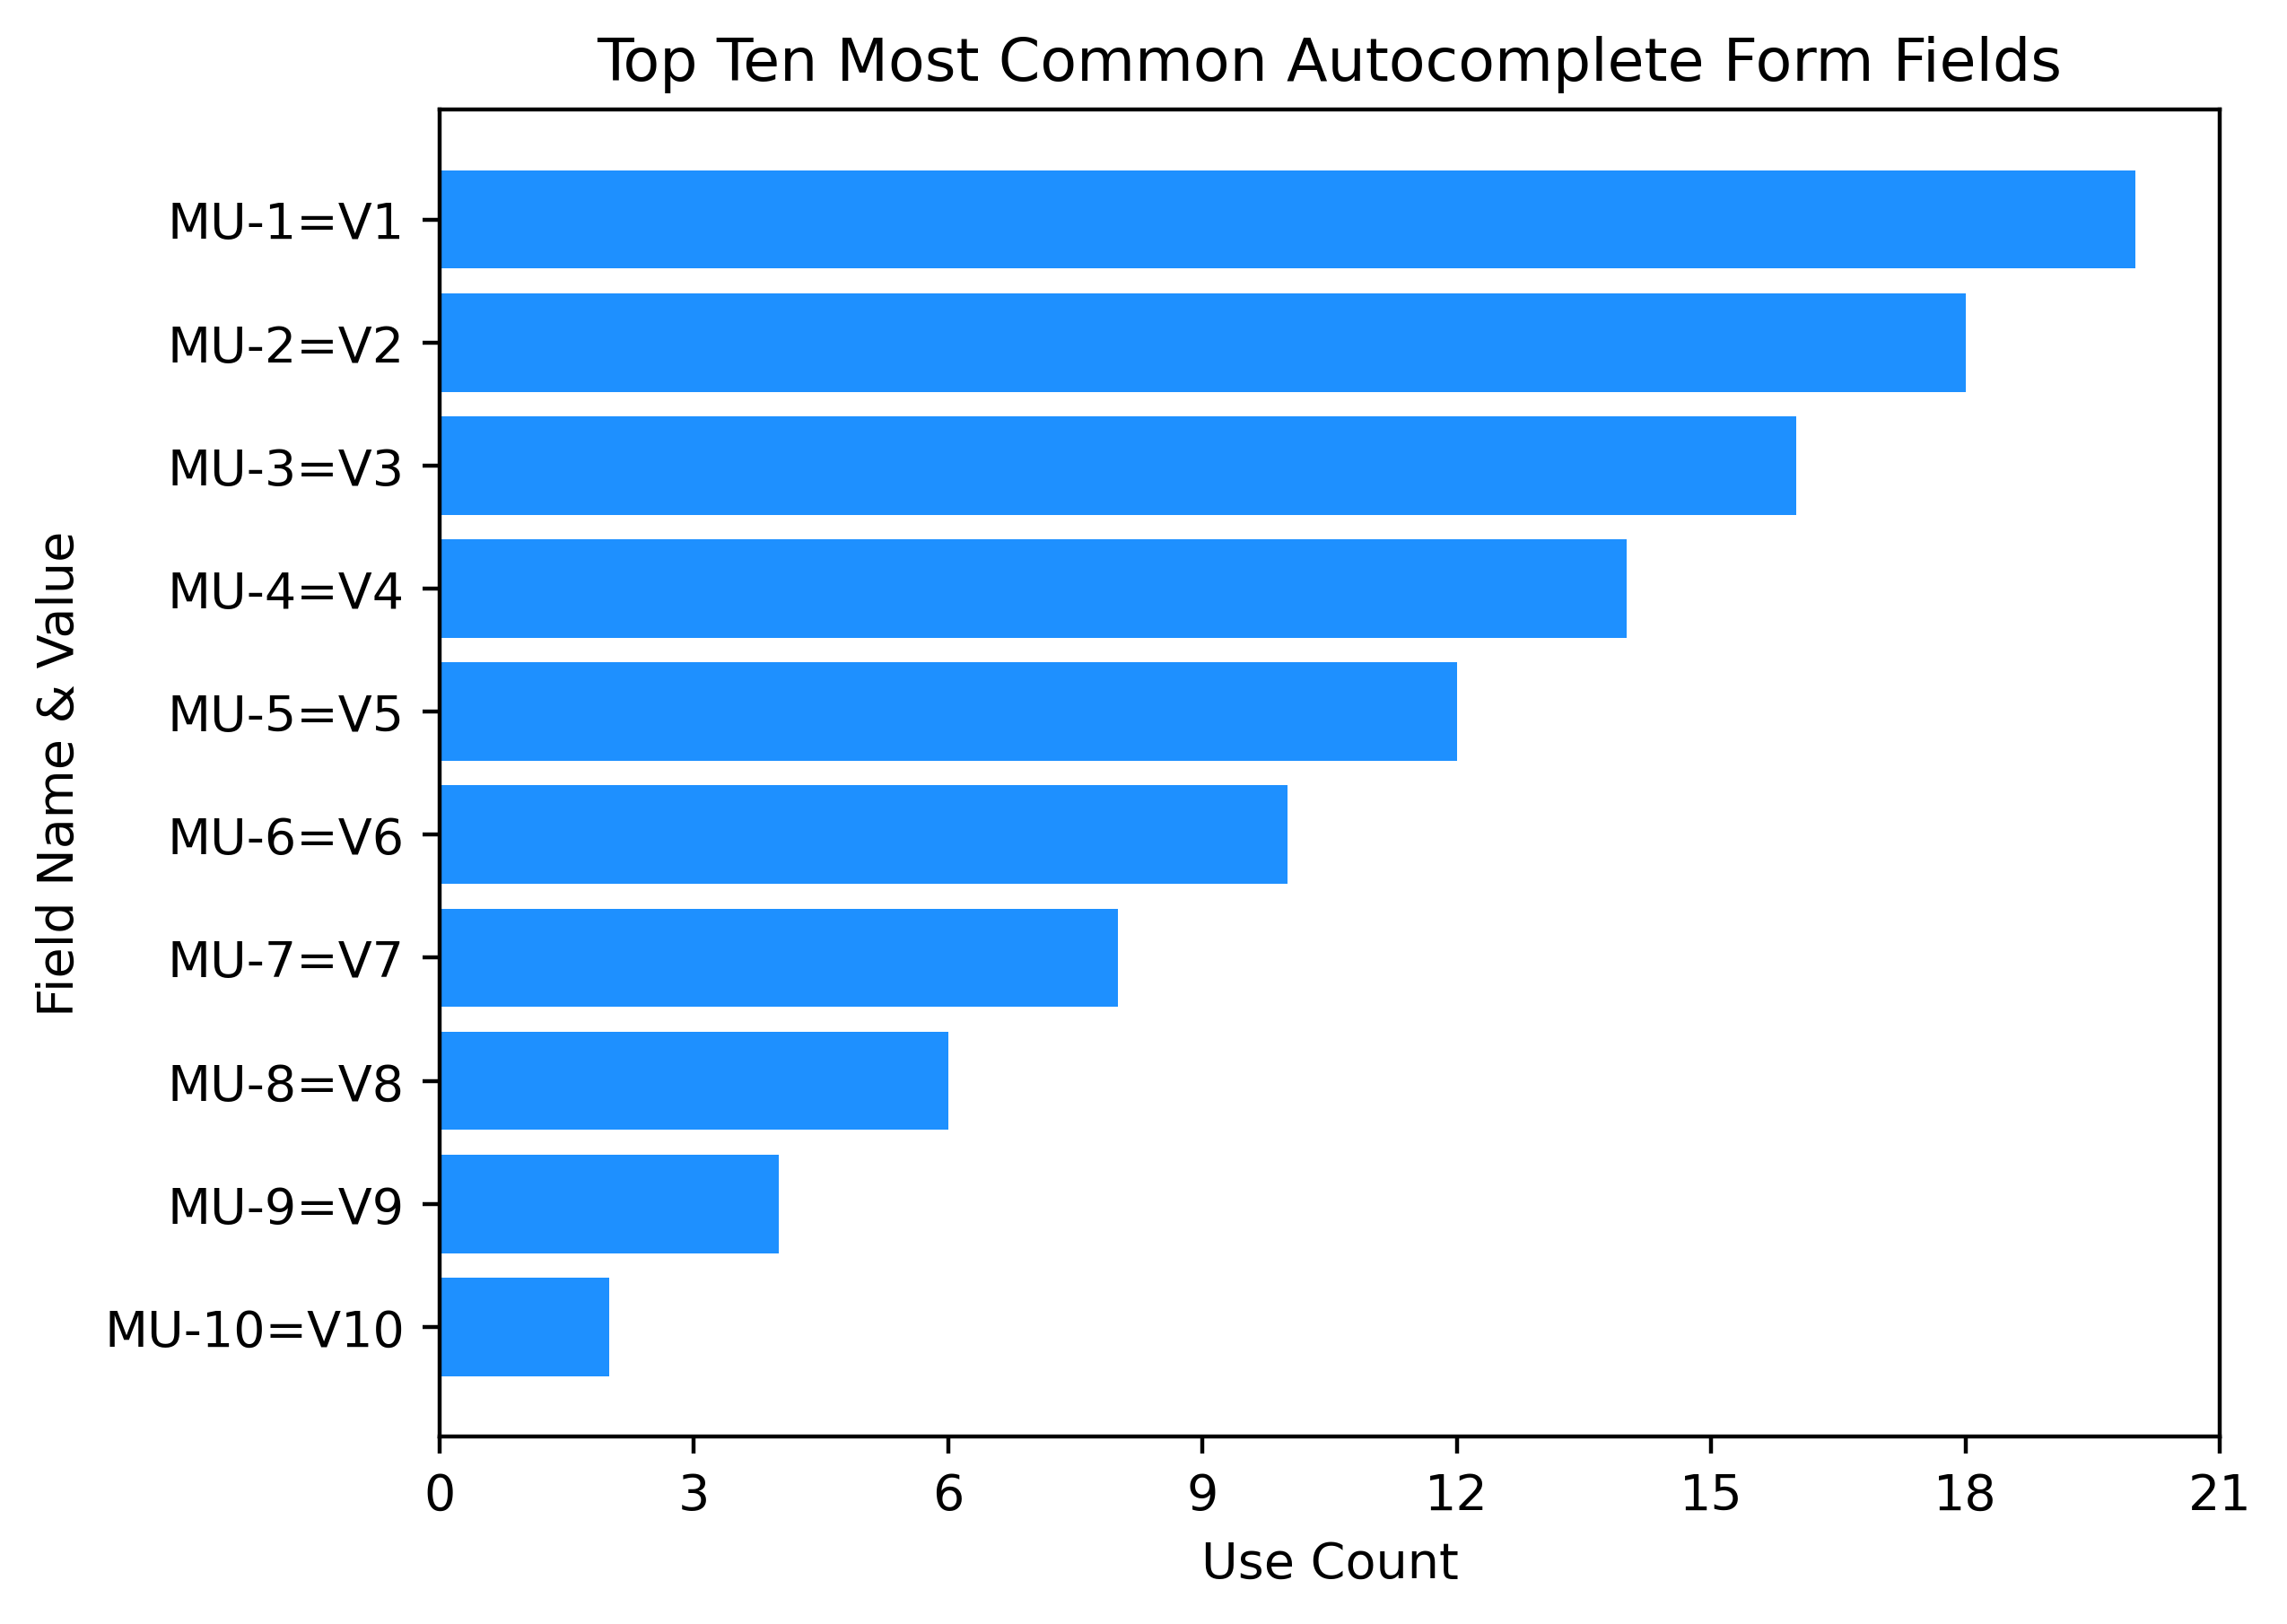 Top Ten Most Common Autocomplete Form Fields
Field Name & Value
MU-1=V1
MU-2=V2
MU-3=V3
MU-4=V4
MU-5=V5
MU-6=V6
MU-7=V7
MU-8=V8
MU-9=V9
MU-10=V10
0 3 6 9 12 15 18 21
Use Count